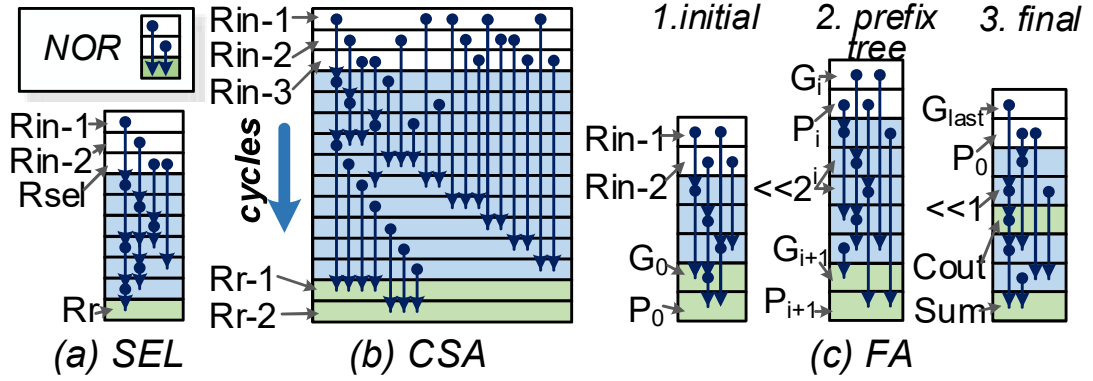 NOR
Rin-1
Rin-2
Rsel
Rr
(a) SEL
Rin-1
Rin-2
Rin-3
cycles
Rr-1
Rr-2
(b) CSA
1.initial
Rin-1
Rin-2
G0
P0
2. prefix
tree
Gi
Pi
<<2^i
Gi+1
Pi+1
3. final
Glast
P0
<<1
Cout
Sum
(c) FA